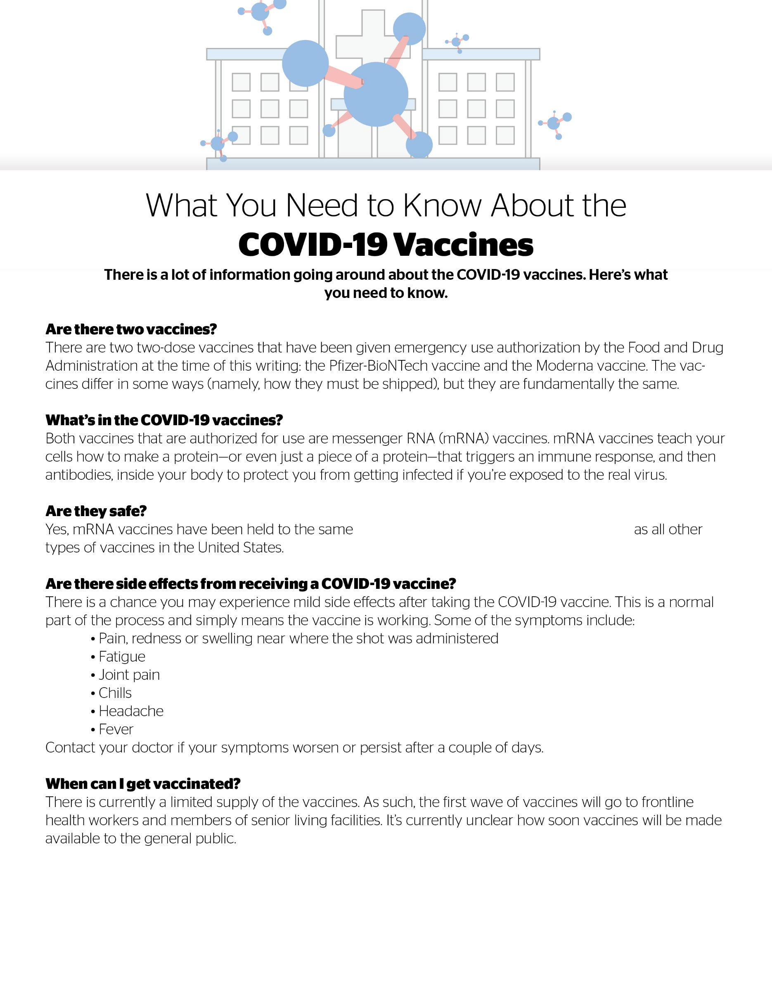 What You Need to Know About the
COVID-19 Vaccines
There is a lot of information going around about the COVID-19 vaccines. Here’s what
you need to know.
Are there two vaccines?
There are two two-dose vaccines that have been given emergency use authorization by the Food and Drug
Administration at the time of this writing: the Pfizer-BioNTech vaccine and the Moderna vaccine. The vac-
cines differ in some ways (namely, how they must be shipped), but they are fundamentally the same.
What’s in the COVID-19 vaccines?
Both vaccines that are authorized for use are messenger RNA (mRNA) vaccines. mRNA vaccines teach your
cells how to make a protein—or even just a piece of a protein—that triggers an immune response, and then
antibodies, inside your body to protect you from getting infected if you’re exposed to the real virus.
Are they safe?
Yes, mRNA vaccines have been held to the same as all other
types of vaccines in the United States.
Are there side effects from receiving a COVID-19 vaccine?
There is a chance you may experience mild side effects after taking the COVID-19 vaccine. This is a normal
part of the process and simply means the vaccine is working. Some of the symptoms include:
• Pain, redness or swelling near where the shot was administered
• Fatigue
• Joint pain
• Chills
• Headache
• Fever
Contact your doctor if your symptoms worsen or persist after a couple of days.
When can I get vaccinated?
There is currently a limited supply of the vaccines. As such, the first wave of vaccines will go to frontline
health workers and members of senior living facilities. It’s currently unclear how soon vaccines will be made
available to the general public.